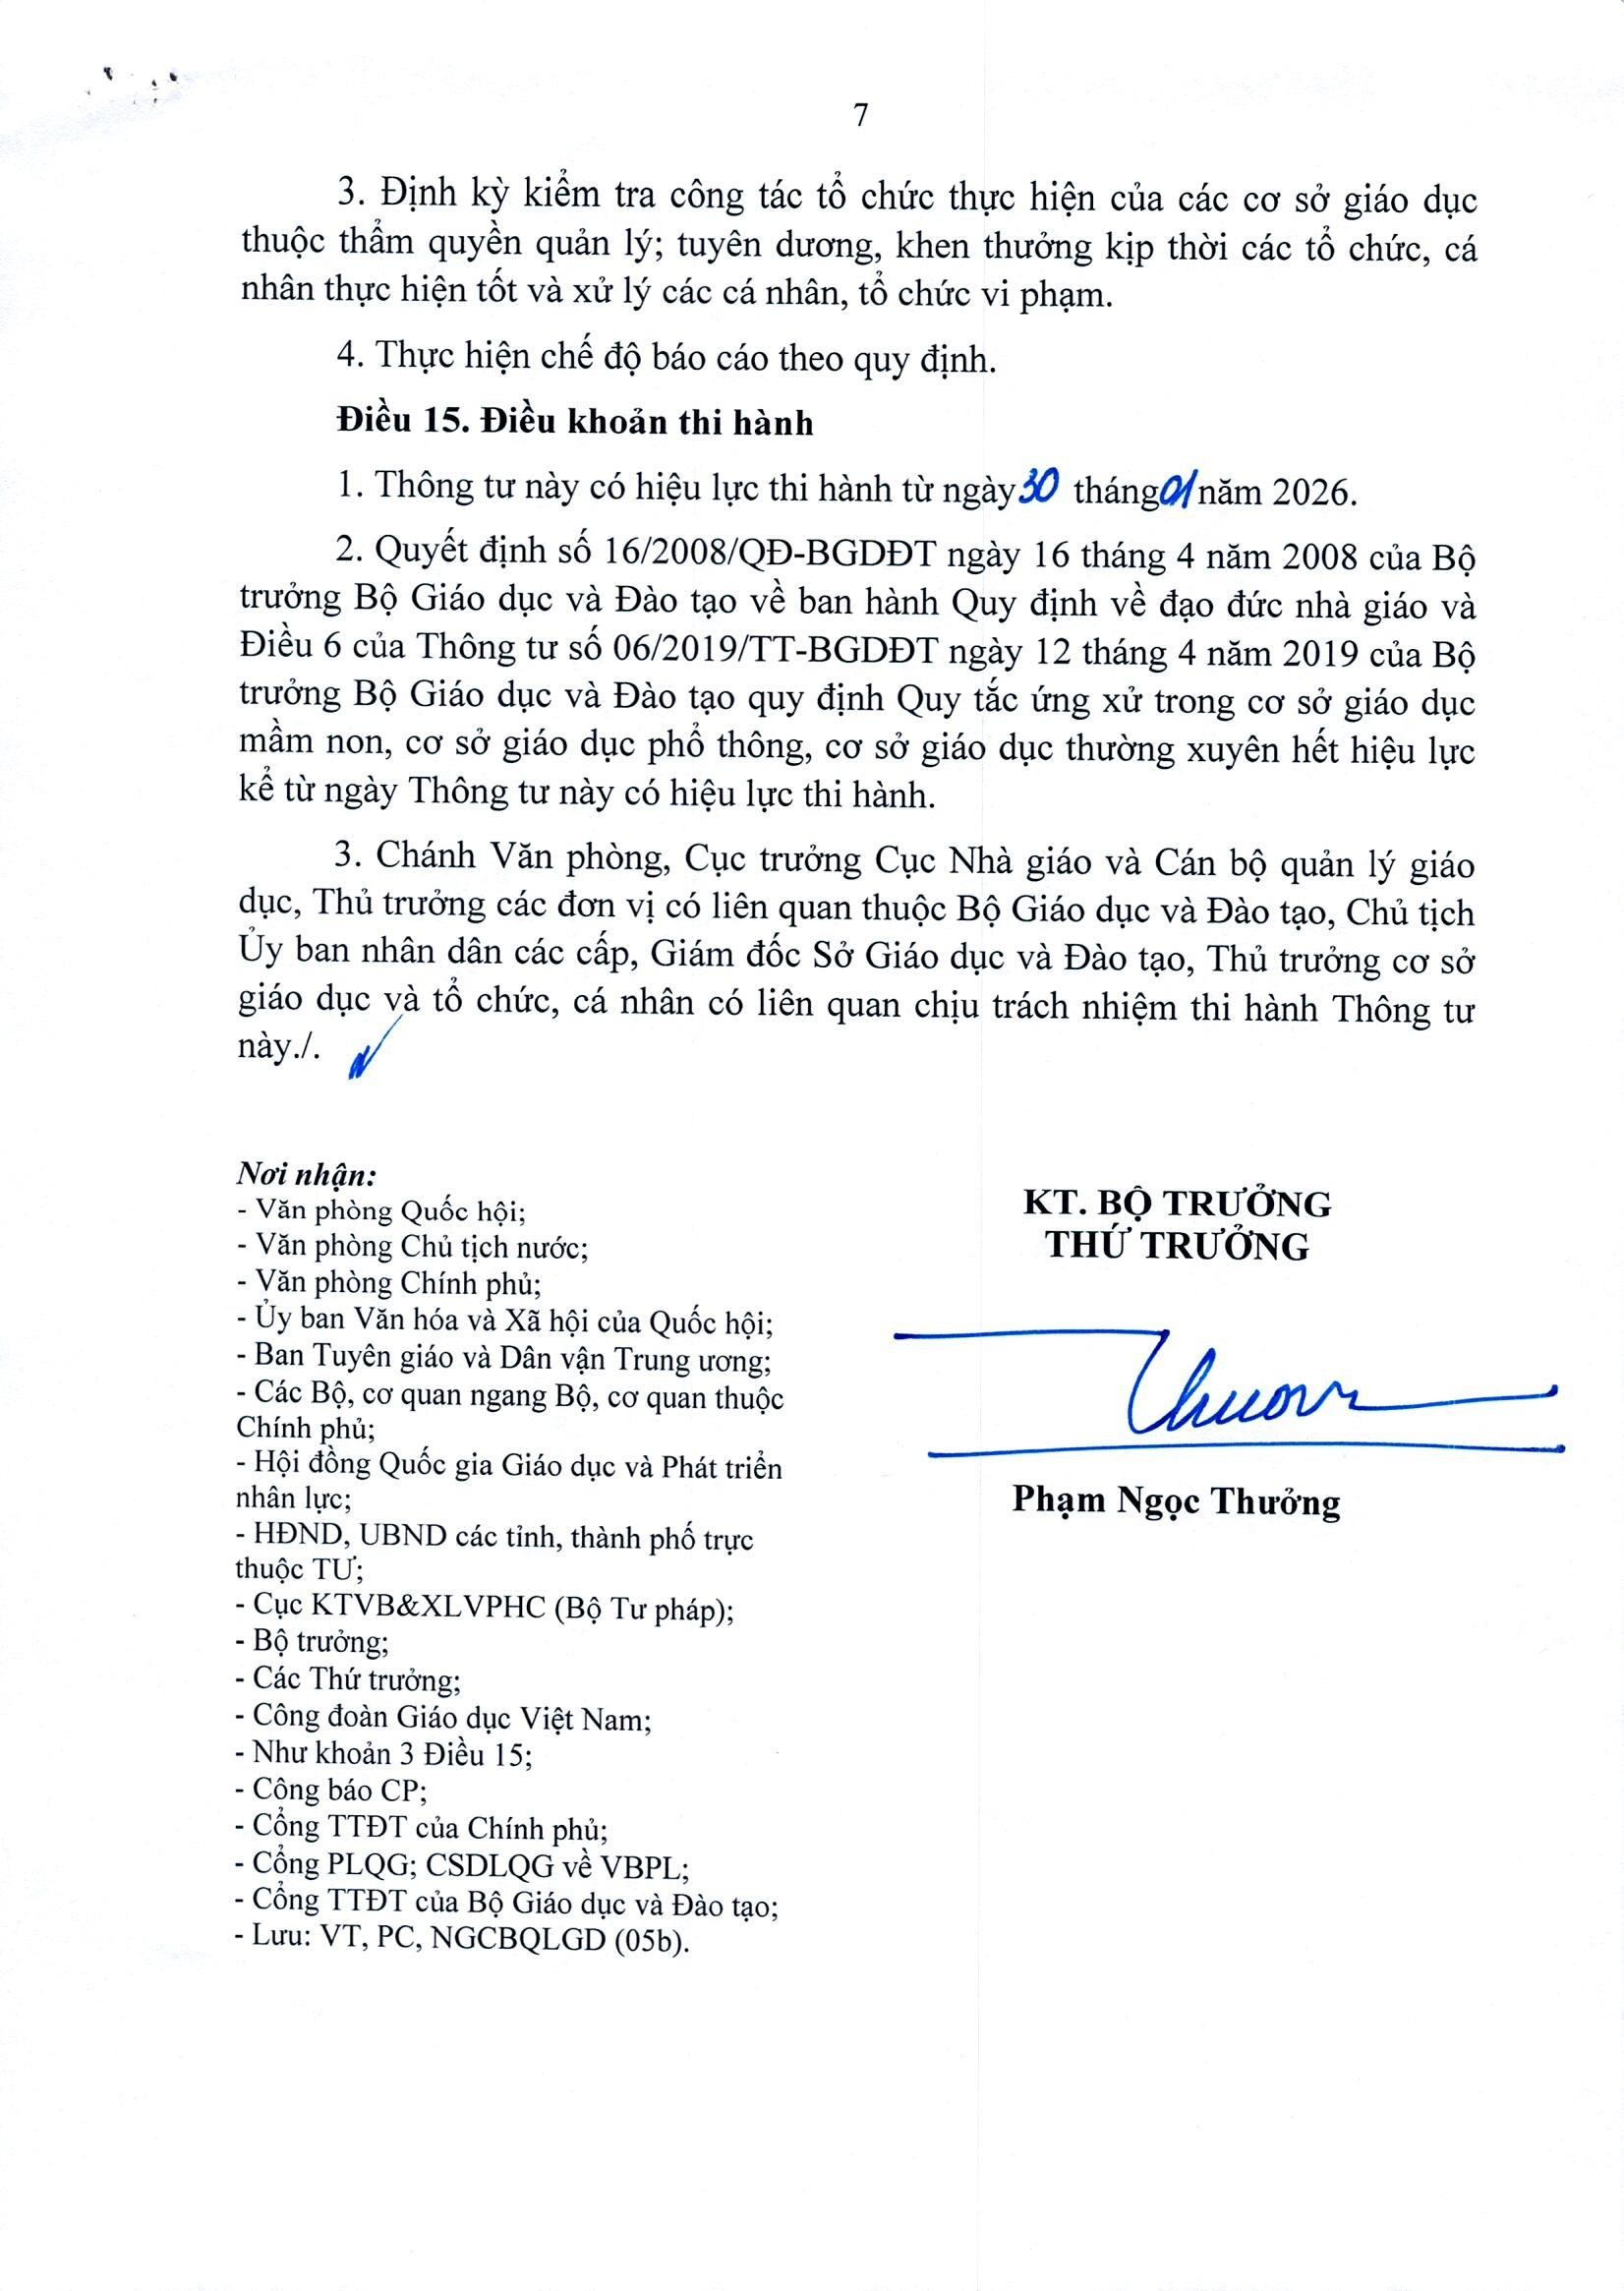 7
3. Định kỳ kiểm tra công tác tổ chức thực hiện của các cơ sở giáo dục
thuộc thẩm quyền quản lý; tuyên dương, khen thưởng kịp thời các tổ chức, cá
nhân thực hiện tốt và xử lý các cá nhân, tổ chức vi phạm.
4. Thực hiện chế độ báo cáo theo quy định.
Điều 15. Điều khoản thi hành
1. Thông tư này có hiệu lực thi hành từ ngày 30 tháng 01 năm 2026.
2. Quyết định số 16/2008/QĐ-BGDĐT ngày 16 tháng 4 năm 2008 của Bộ
trưởng Bộ Giáo dục và Đào tạo về ban hành Quy định về đạo đức nhà giáo và
Điều 6 của Thông tư số 06/2019/TT-BGDĐT ngày 12 tháng 4 năm 2019 của Bộ
trưởng Bộ Giáo dục và Đào tạo quy định Quy tắc ứng xử trong cơ sở giáo dục
mầm non, cơ sở giáo dục phổ thông, cơ sở giáo dục thường xuyên hết hiệu lực
kể từ ngày Thông tư này có hiệu lực thi hành.
3. Chánh Văn phòng, Cục trưởng Cục Nhà giáo và Cán bộ quản lý giáo
dục, Thủ trưởng các đơn vị có liên quan thuộc Bộ Giáo dục và Đào tạo, Chủ tịch
Ủy ban nhân dân các cấp, Giám đốc Sở Giáo dục và Đào tạo, Thủ trưởng cơ sở
giáo dục và tổ chức, cá nhân có liên quan chịu trách nhiệm thi hành Thông tư
này./.
Nơi nhận:
- Văn phòng Quốc hội;
- Văn phòng Chủ tịch nước;
- Văn phòng Chính phủ;
- Ủy ban Văn hóa và Xã hội của Quốc hội;
- Ban Tuyên giáo và Dân vận Trung ương;
- Các Bộ, cơ quan ngang Bộ, cơ quan thuộc
Chính phủ;
- Hội đồng Quốc gia Giáo dục và Phát triển
nhân lực;
- HĐND, UBND các tỉnh, thành phố trực
thuộc TƯ;
- Cục KTVB&XLVPHC (Bộ Tư pháp);
- Bộ trưởng;
- Các Thứ trưởng;
- Công đoàn Giáo dục Việt Nam;
- Như khoản 3 Điều 15;
- Công báo CP;
- Cổng TTĐT của Chính phủ;
- Cổng PLQG; CSDLQG về VBPL;
- Cổng TTĐT của Bộ Giáo dục và Đào tạo;
- Lưu: VT, PC, NGCBQLGD (05b).
KT. BỘ TRƯỞNG
THỨ TRƯỞNG
Phạm Ngọc Thưởng